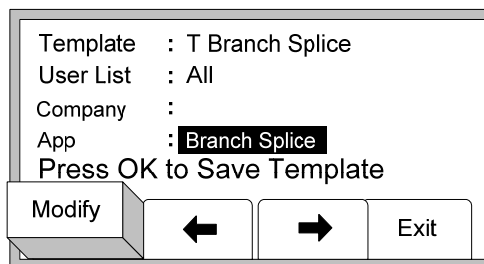 Template : T Branch Splice
User List : All
Company :
App : Branch Splice
Press OK to Save Template
Modify Exit